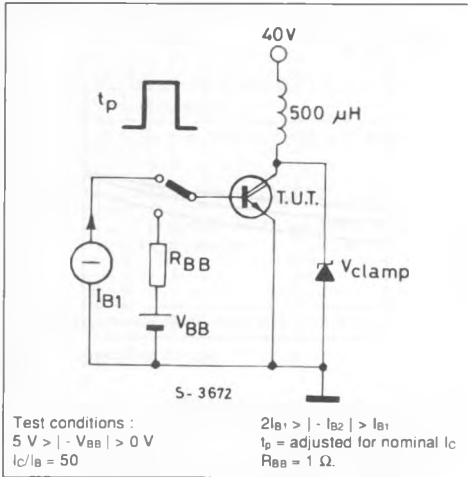 40V
tp
500 μH
T.U.T.
RBB
Vclamp
IB1
VBB
S-3672
Test conditions :
5 V > | - VBB | > 0 V
IC/IB = 50
2IB1 > | - IB2 | > IB1
tp = adjusted for nominal IC
RBB = 1 Ω.